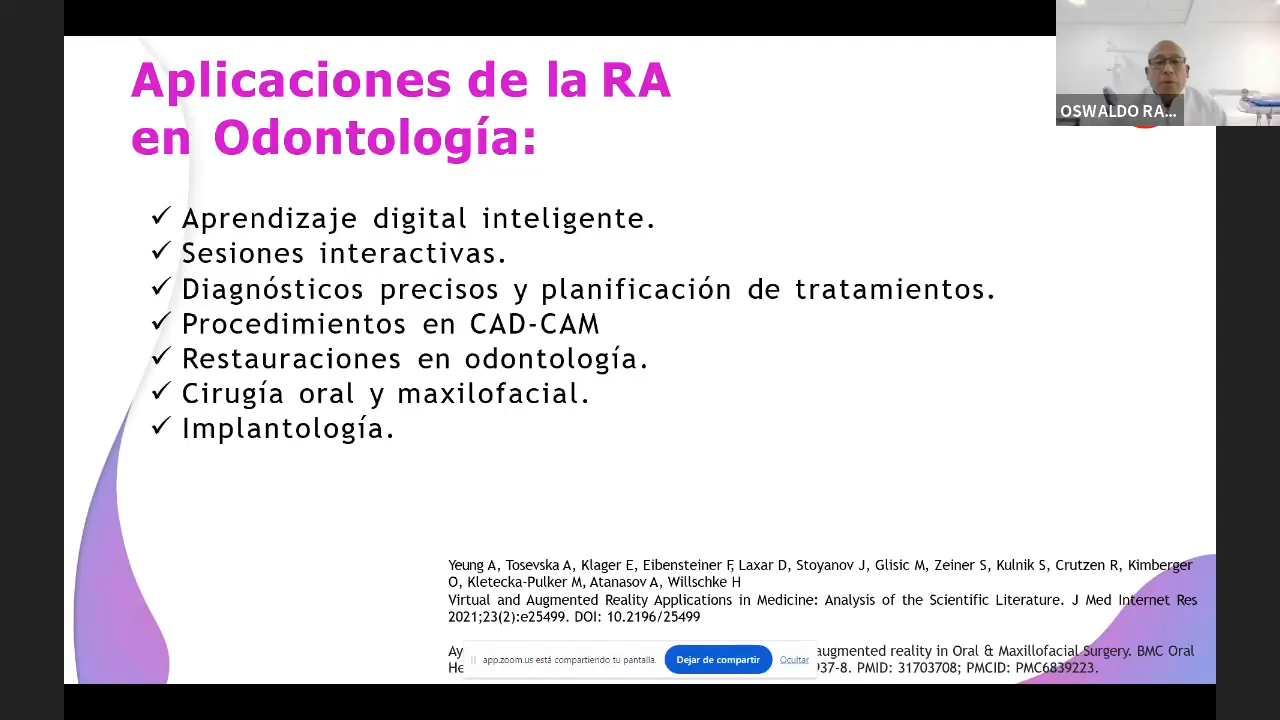 Aplicaciones de la RA
en Odontología:
OSWALDO RA...
✓ Aprendizaje digital inteligente.
✓ Sesiones interactivas.
✓ Diagnósticos precisos y planificación de tratamientos.
✓ Procedimientos en CAD-CAM
✓ Restauraciones en odontología.
✓ Cirugía oral y maxilofacial.
✓ Implantología.
Yeung A, Tosevska A, Klager E, Eibensteiner F, Laxar D, Stoyanov J, Glisic M, Zeiner S, Kulnik S, Crutzen R, Kimberger
O, Kletecka-Pulker M, Atanasov A, Willschke H
Virtual and Augmented Reality Applications in Medicine: Analysis of the Scientific Literature. J Med Internet Res
2021;23(2):e25499. DOI: 10.2196/25499
Ay augmented reality in Oral & Maxillofacial Surgery. BMC Oral
He 37-8. PMID: 31703708; PMCID: PMC6839223.
app.zoom.us está compartiendo tu pantalla. Dejar de compartir Ocultar